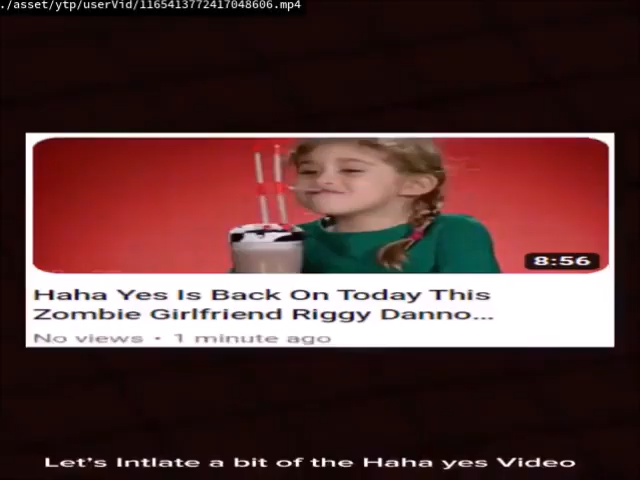 ./asset/ytp/userVid/1165413772417048606.mp4
8:56
Haha Yes Is Back On Today This
Zombie Girlfriend Riggy Danno...
No views • 1 minute ago
Let's Intlate a bit of the Haha yes Video